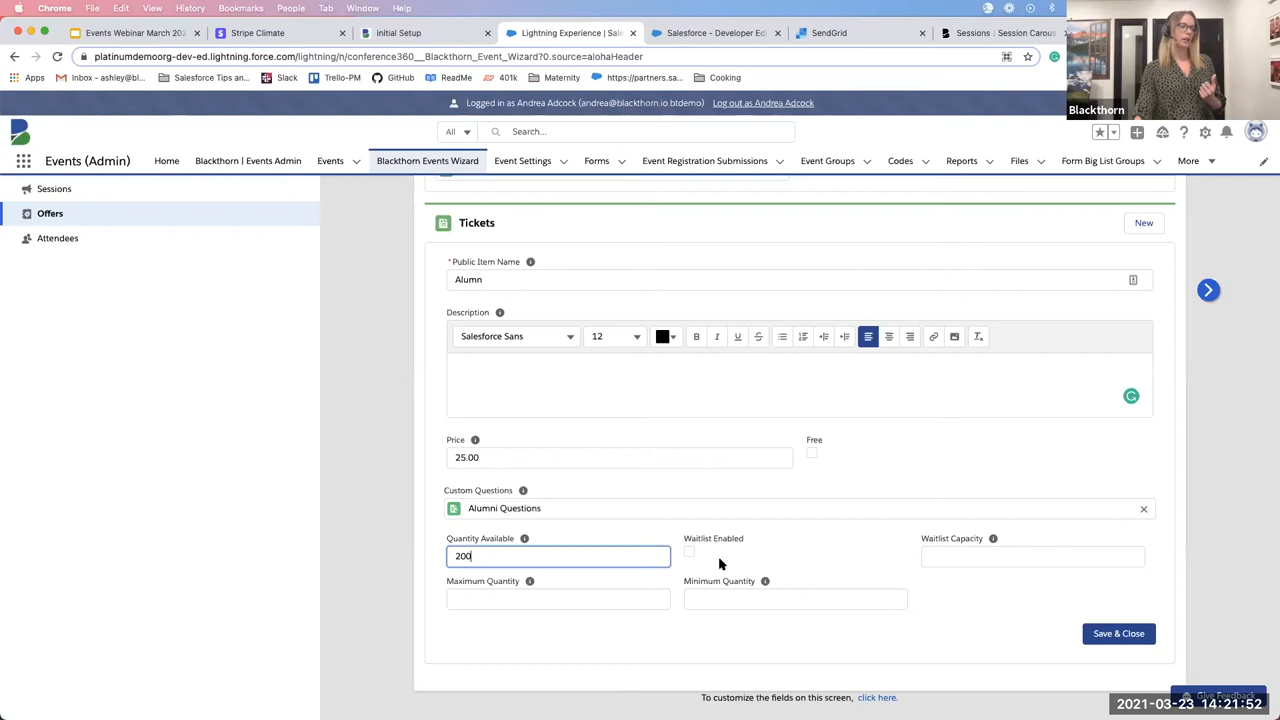 Chrome File Edit View History Bookmarks People Tab Window Help
Events Webinar March 202 Stripe Climate Initial Setup Lightning Experience | Sale Salesforce - Developer Ed SendGrid Sessions | Session Carous
platinumdemoorg-dev-ed.lightning.force.com/lightning/n/conference360__Blackthorn_Event_Wizard?0.source=alohaHeader
Apps Inbox - ashley@bl... Salesforce Tips an... Slack Trello-PM GitHub ReadMe 401k Maternity https://partners.sa... Cooking
Blackthorn
Logged in as Andrea Adcock (andrea@blackthorn.io.btdemo) Log out as Andrea Adcock
All Search...
Events (Admin) Home Blackthorn | Events Admin Events Blackthorn Events Wizard Event Settings Forms Event Registration Submissions Event Groups Codes Reports Files Form Big List Groups More
Sessions
Offers
Attendees
Tickets New
* Public Item Name
Alumn
Description
Salesforce Sans 12 B I U S
Price Free
25.00
Custom Questions
Alumni Questions
Quantity Available Waitlist Enabled Waitlist Capacity
200
Maximum Quantity Minimum Quantity
Save & Close
To customize the fields on this screen, click here.
Give Feedback
2021-03-23 14:21:52